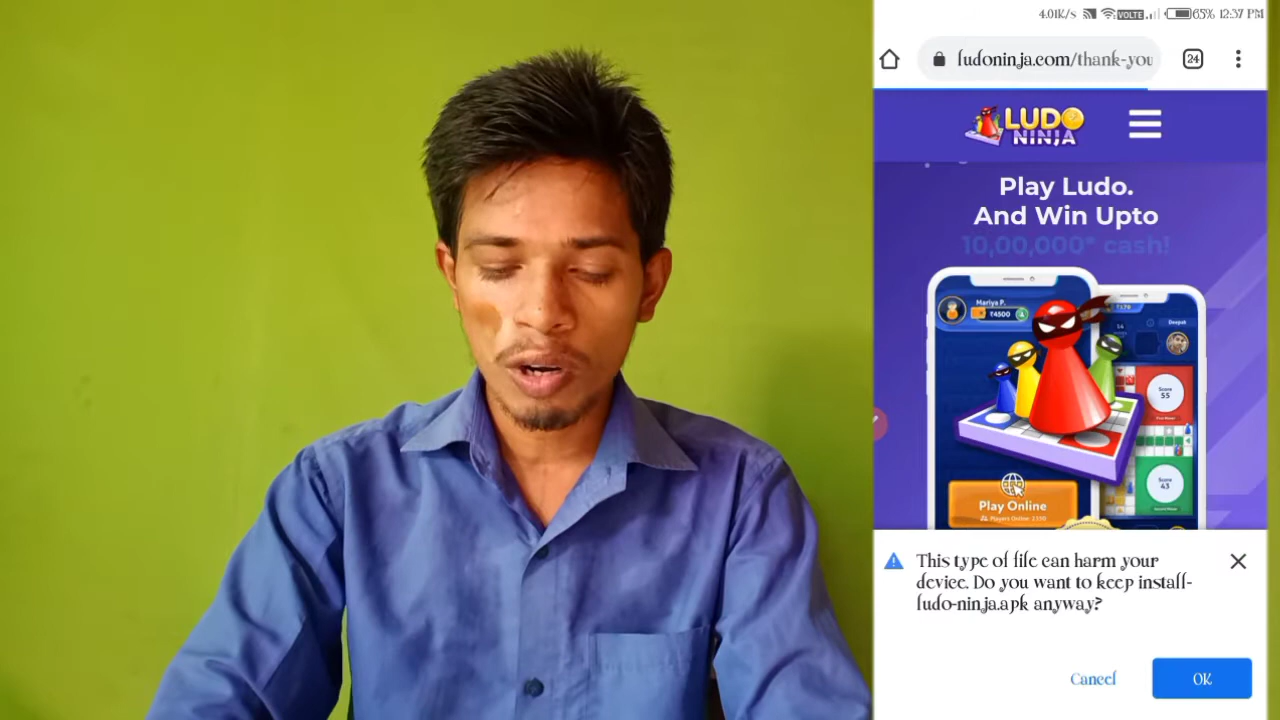 4.01K/s VOLTE 65% 12:37 PM
ludoninja.com/thank-you
24
LUDO
NINJA
Play Ludo.
And Win Upto
10,00,000* cash!
Mariya P.
₹4500
Deepak
Score
55
Score
43
Play Online
Players Online:
This type of file can harm your
device. Do you want to keep install-
ludo-ninja.apk anyway?
Cancel
OK